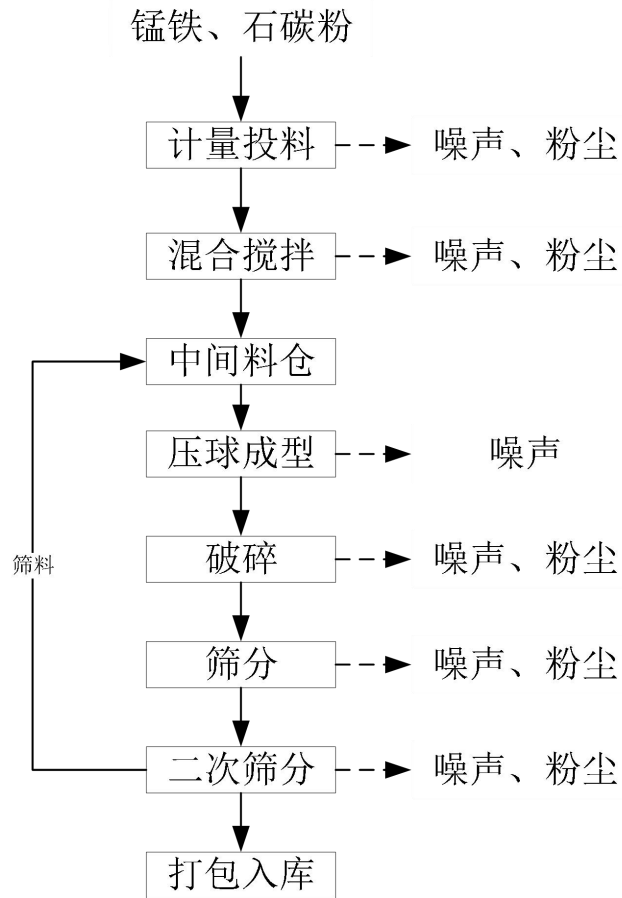 锰铁、石碳粉
计量投料
噪声、粉尘
混合搅拌
噪声、粉尘
中间料仓
压球成型
噪声
破碎
噪声、粉尘
筛料
筛分
噪声、粉尘
二次筛分
噪声、粉尘
打包入库